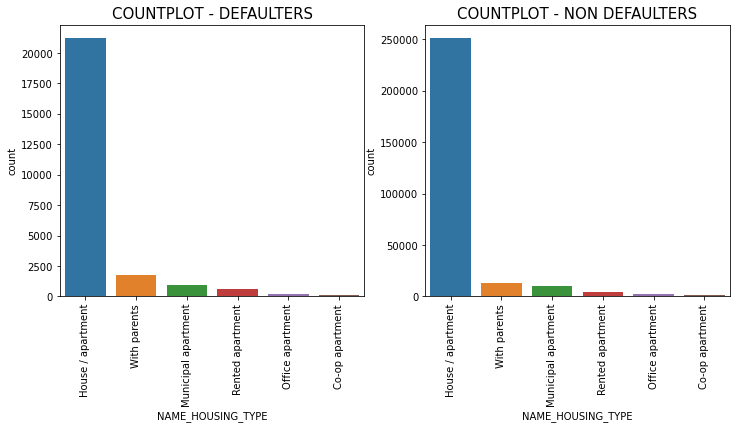 COUNTPLOT - DEFAULTERS
20000
17500
15000
12500
10000
7500
5000
2500
0
count
House / apartment
With parents
Municipal apartment
Rented apartment
Office apartment
Co-op apartment
NAME_HOUSING_TYPE
COUNTPLOT - NON DEFAULTERS
250000
200000
150000
100000
50000
0
count
House / apartment
With parents
Municipal apartment
Rented apartment
Office apartment
Co-op apartment
NAME_HOUSING_TYPE